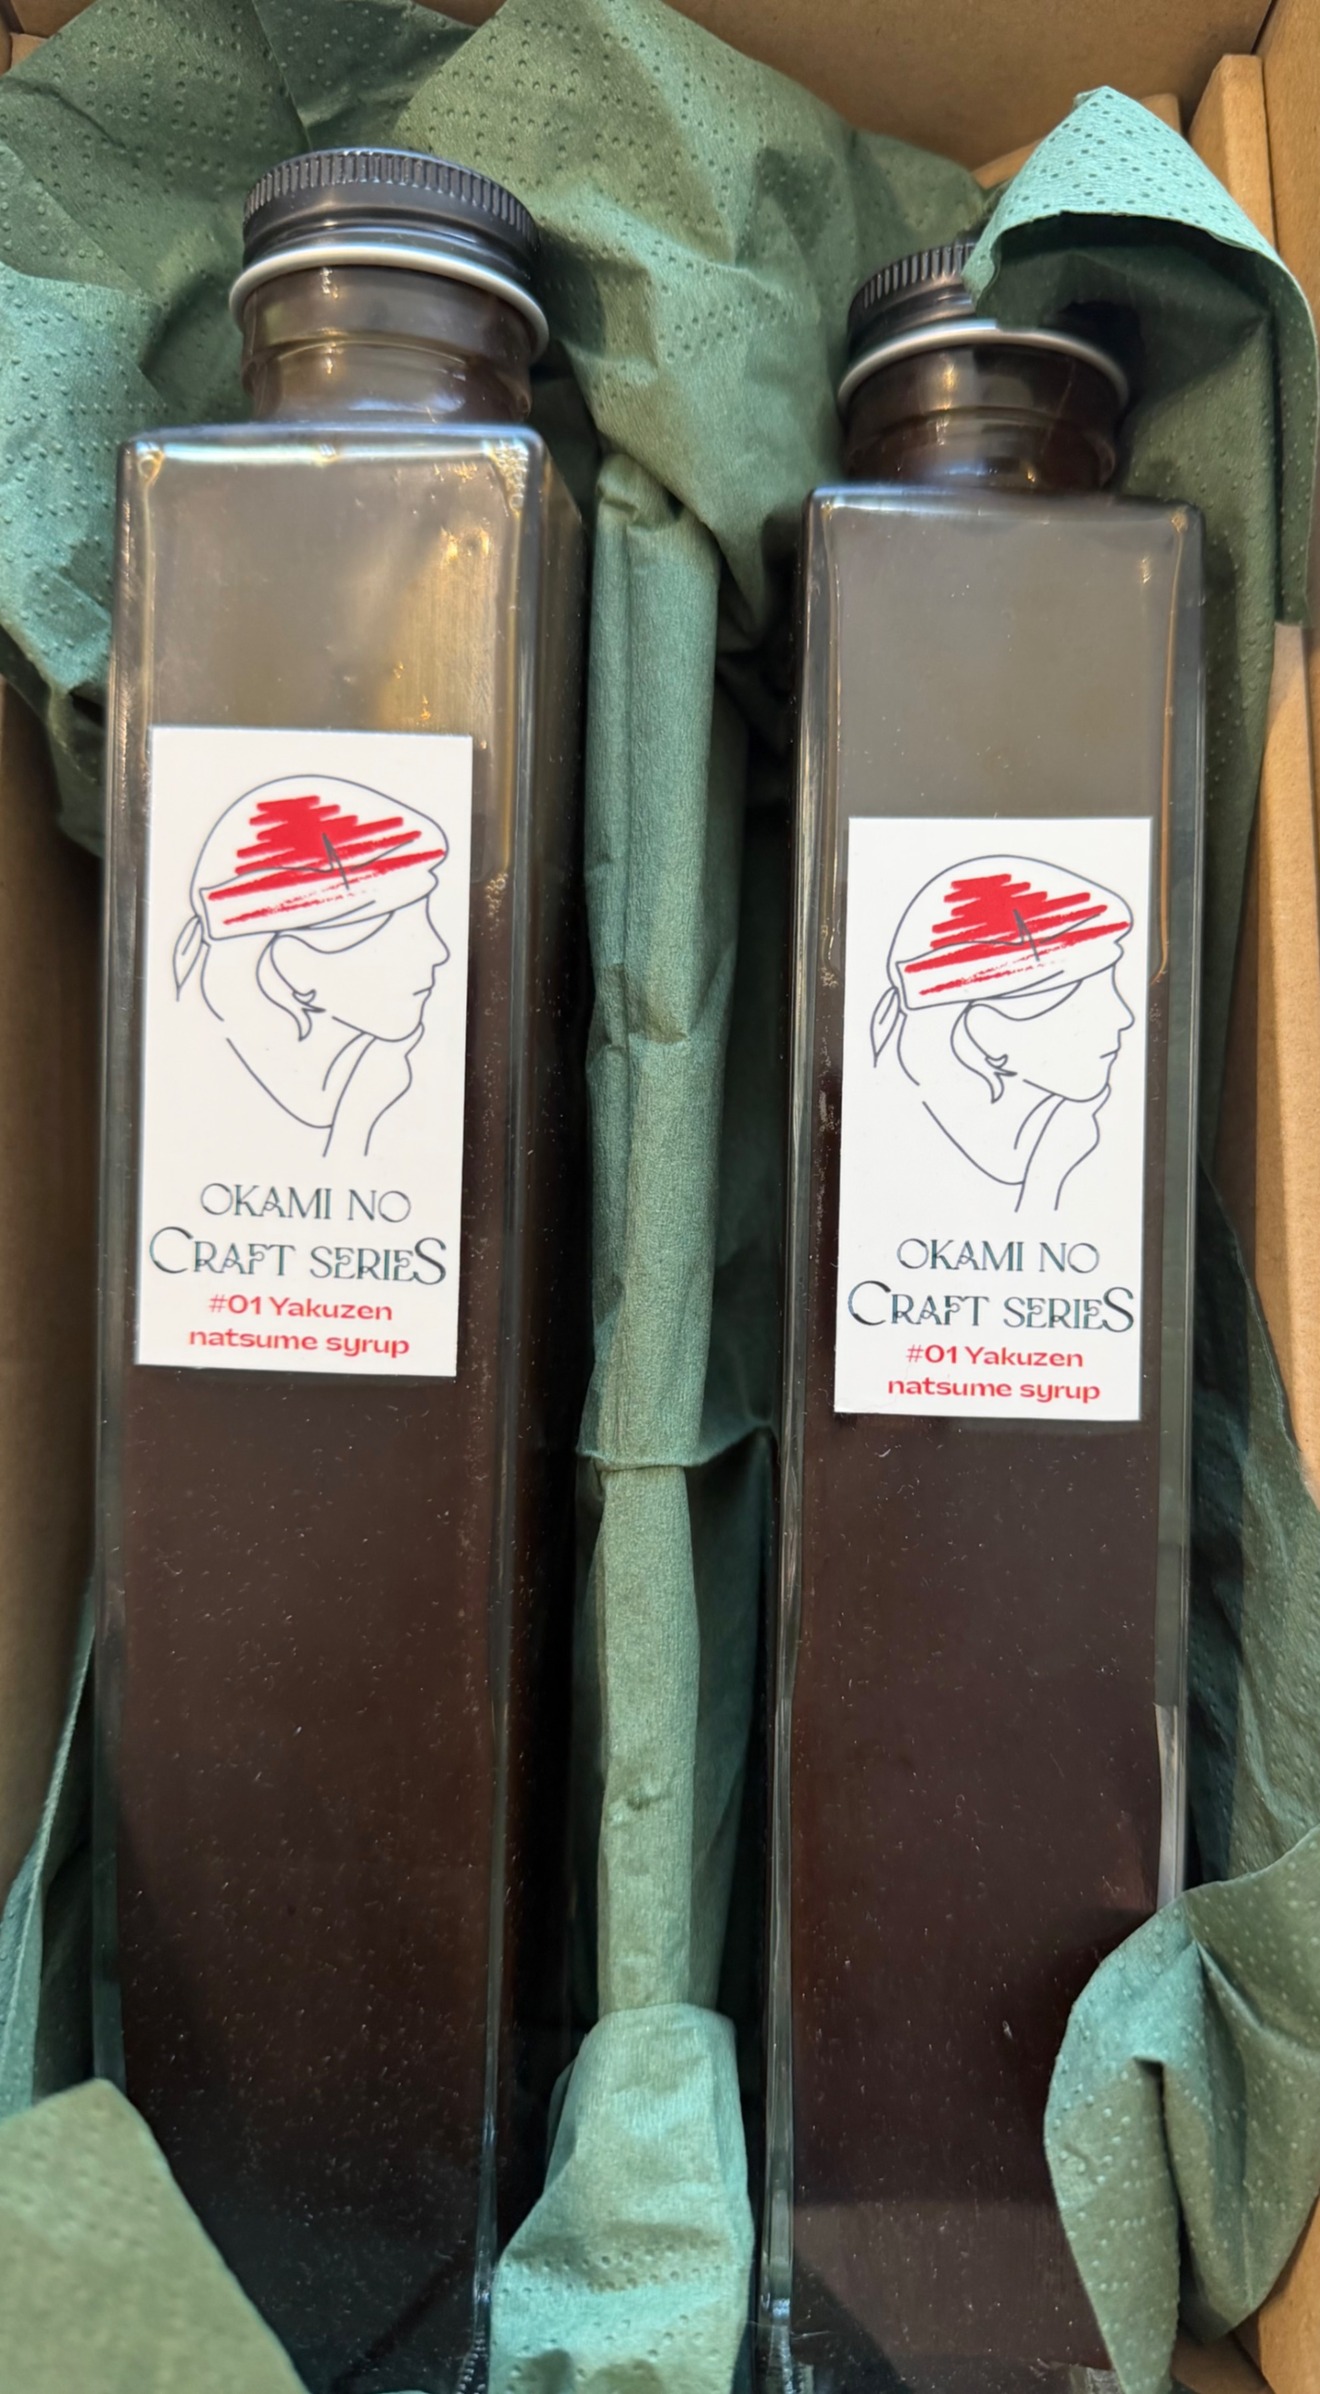 OKAMI NO
CRAFT SERIES
#01 Yakuzen
natsume syrup
OKAMI NO
CRAFT SERIES
#01 Yakuzen
natsume syrup